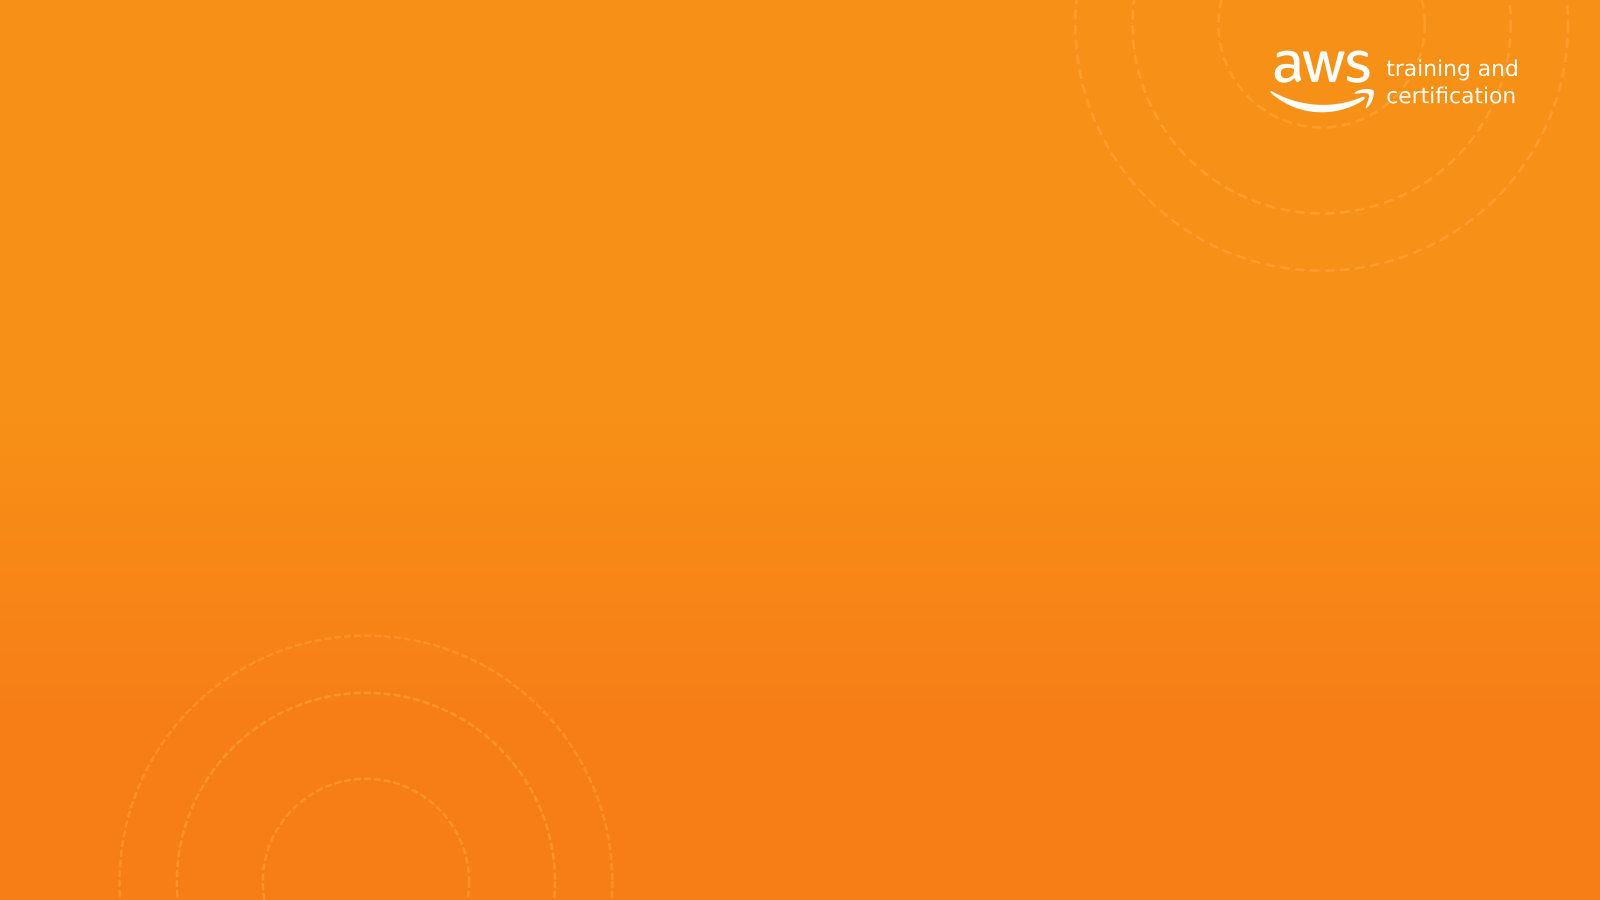 aws
training and
certification